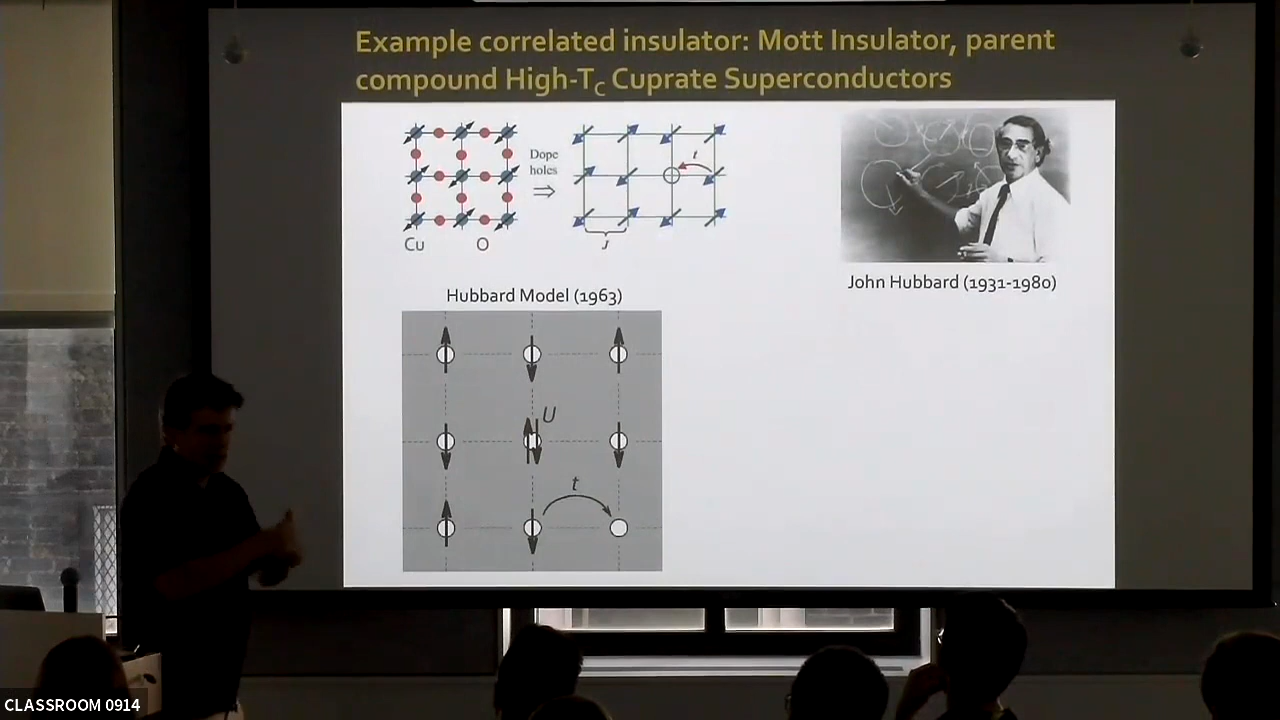 Example correlated insulator: Mott Insulator, parent
compound High-TC Cuprate Superconductors
Dope
holes
⇒
t
Cu
O
J
John Hubbard (1931-1980)
Hubbard Model (1963)
U
t
CLASSROOM 0914